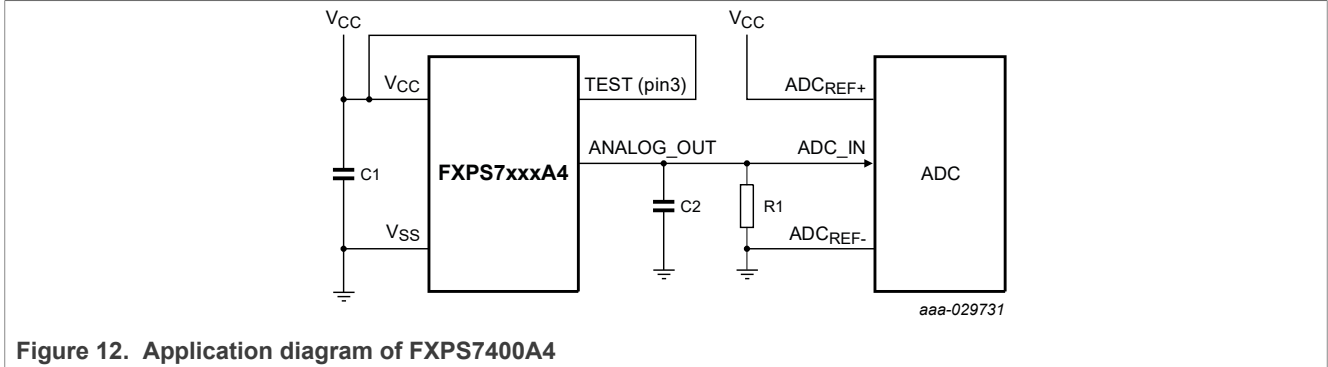 VCC
VCC
VCC
TEST (pin3)
ADCREF+
ANALOG_OUT
ADC_IN
C1
FXPS7xxxA4
ADC
C2
R1
VSS
ADCREF-
aaa-029731
Figure 12. Application diagram of FXPS7400A4